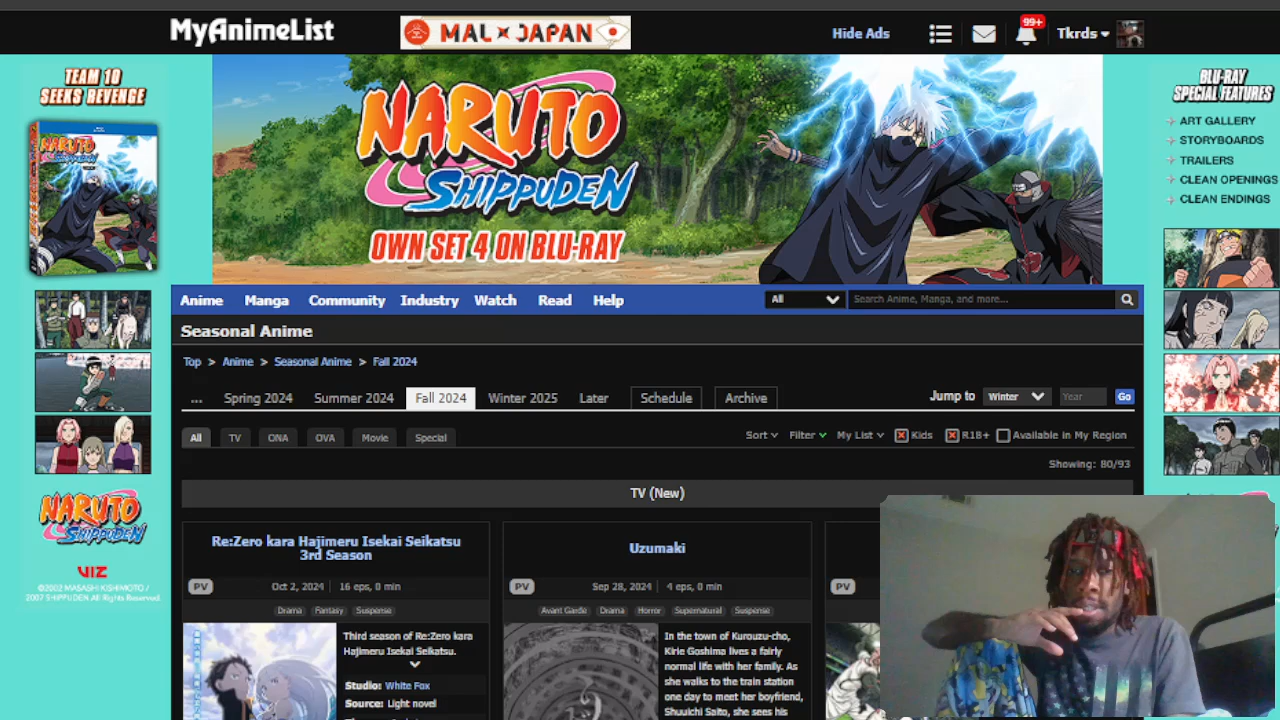 MyAnimeList
MAL × JAPAN
Hide Ads
99+
Tkrds
TEAM 10
SEEKS REVENGE
NARUTO
SHIPPUDEN
OWN SET 4 ON BLU-RAY
BLU-RAY
SPECIAL FEATURES
ART GALLERY
STORYBOARDS
TRAILERS
CLEAN OPENINGS
CLEAN ENDINGS
NARUTO
SHIPPUDEN
VIZ
©2002 MASASHI KISHIMOTO /
2007 SHIPPUDEN All Rights Reserved.
Anime Manga Community Industry Watch Read Help
All
Search Anime, Manga, and more...
Seasonal Anime
Top > Anime > Seasonal Anime > Fall 2024
... Spring 2024 Summer 2024 Fall 2024 Winter 2025 Later Schedule Archive
Jump to Winter Year Go
All TV ONA OVA Movie Special
Sort Filter My List Kids R18+ Available in My Region
Showing: 80/93
TV (New)
Re:Zero kara Hajimeru Isekai Seikatsu
3rd Season
PV Oct 2, 2024 16 eps, 0 min
Drama Fantasy Suspense
Third season of Re:Zero kara
Hajimeru Isekai Seikatsu.
Studio: White Fox
Source: Light novel
Uzumaki
PV Sep 28, 2024 4 eps, 0 min
Avant Garde Drama Horror Supernatural Suspense
In the town of Kurouzu-cho,
Kirie Goshima lives a fairly
normal life with her family. As
she walks to the train station
one day to meet her boyfriend,
Shuuichi Saito, she sees his
PV